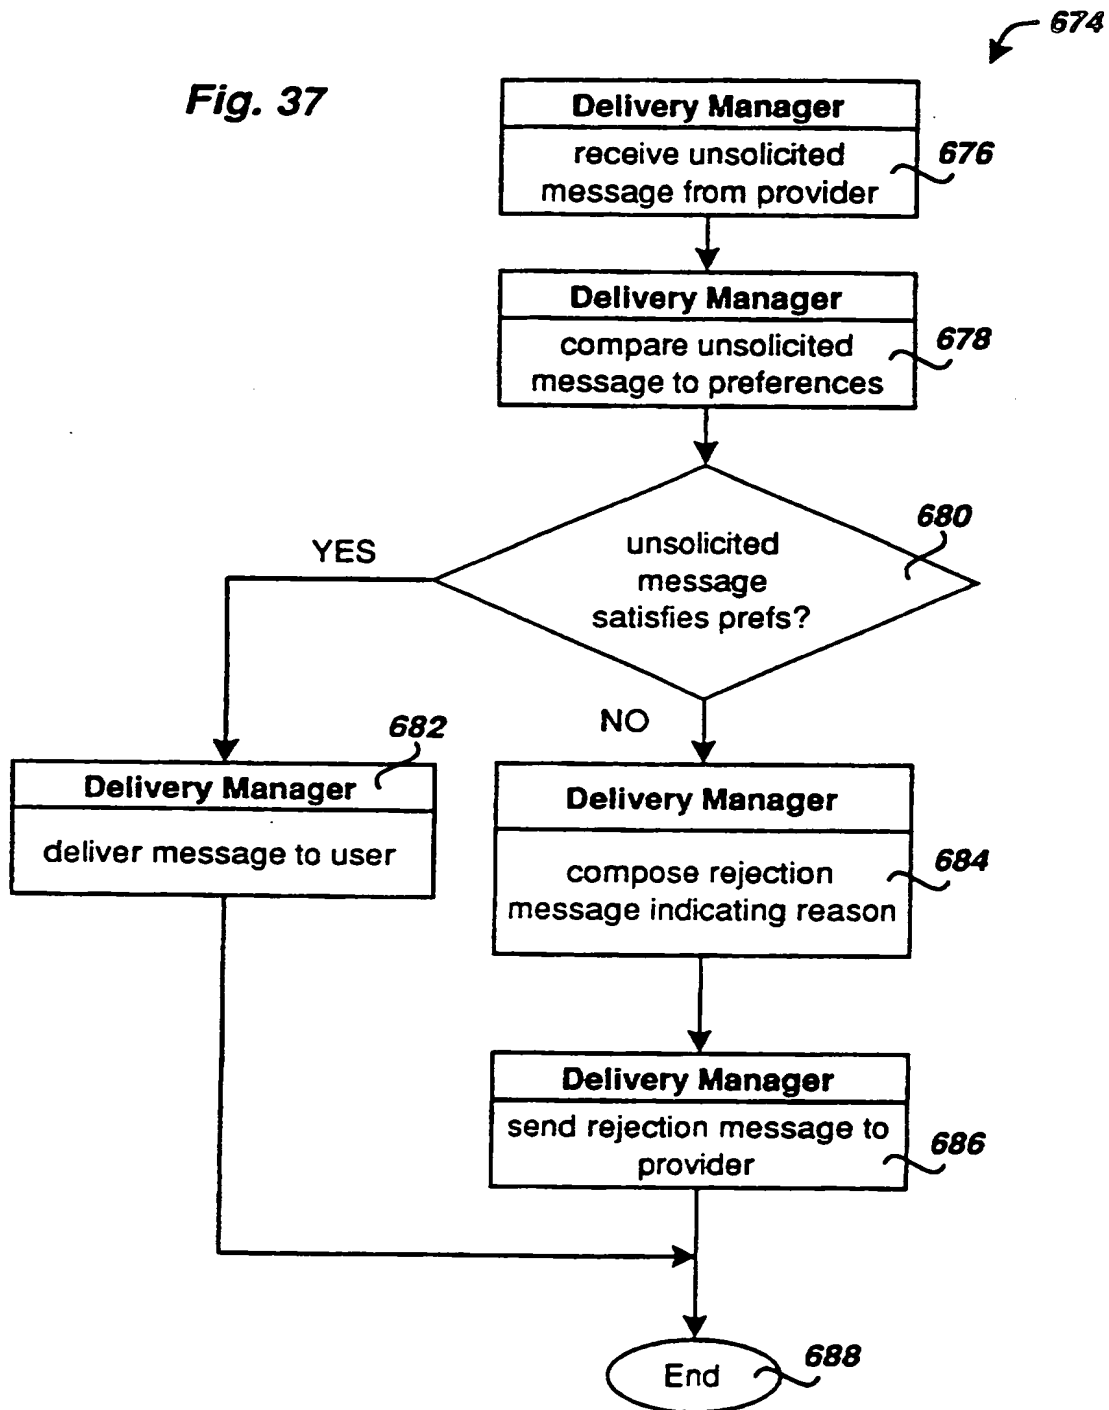 674
Fig. 37
Delivery Manager
receive unsolicited
message from provider
676
Delivery Manager
compare unsolicited
message to preferences
678
unsolicited
message
satisfies prefs?
680
YES
NO
682
Delivery Manager
deliver message to user
Delivery Manager
compose rejection
message indicating reason
684
Delivery Manager
send rejection message to
provider
686
End
688